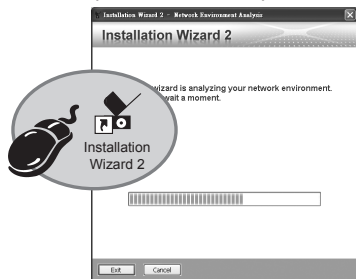 Installation Wizard 2 - Network Environment Analysis
Installation Wizard 2
wizard is analyzing your network environment.
wait a moment.
Installation
Wizard 2
Exit
Cancel